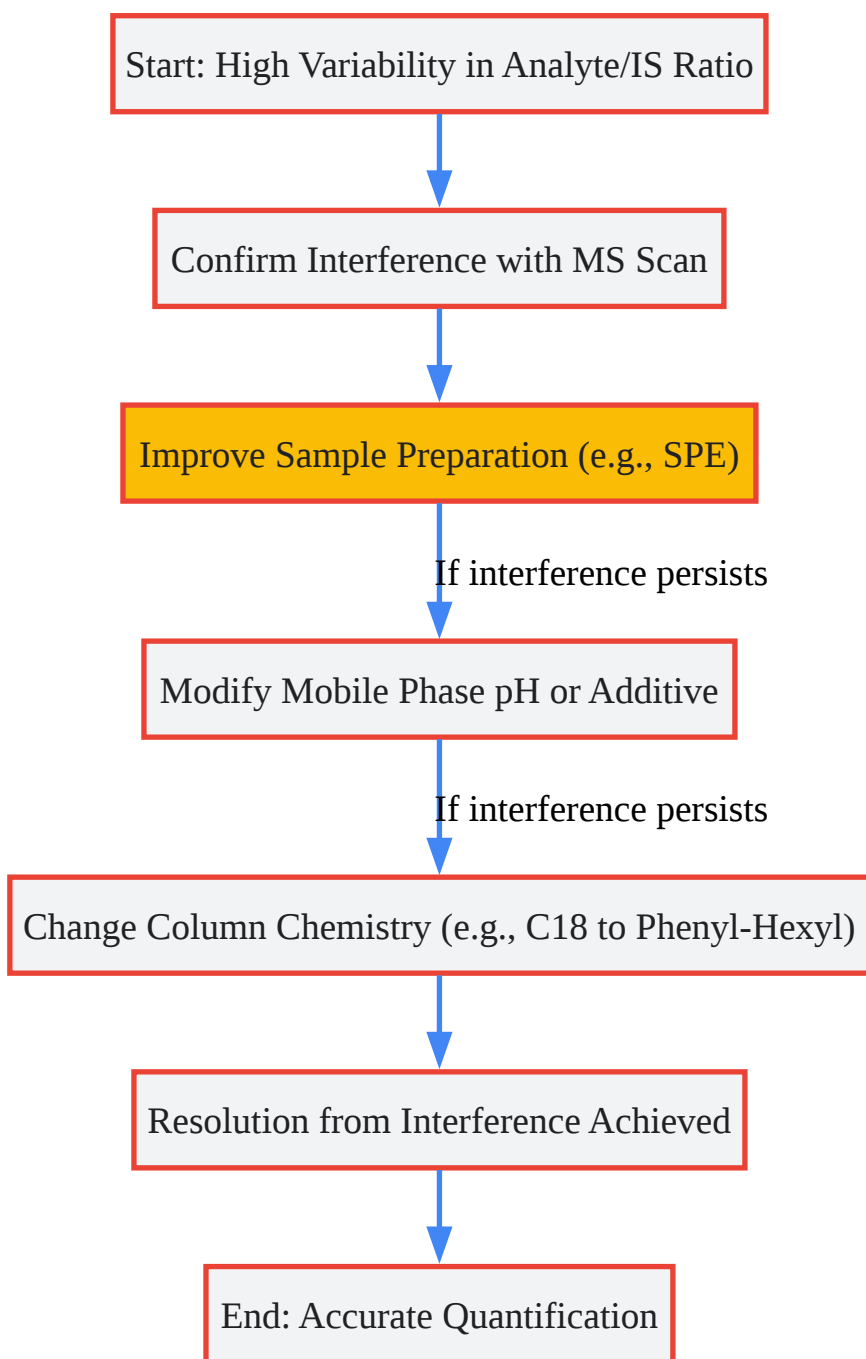 Start: High Variability in Analyte/IS Ratio
Confirm Interference with MS Scan
Improve Sample Preparation (e.g., SPE)
If interference persists
Modify Mobile Phase pH or Additive
If interference persists
Change Column Chemistry (e.g., C18 to Phenyl-Hexyl)
Resolution from Interference Achieved
End: Accurate Quantification